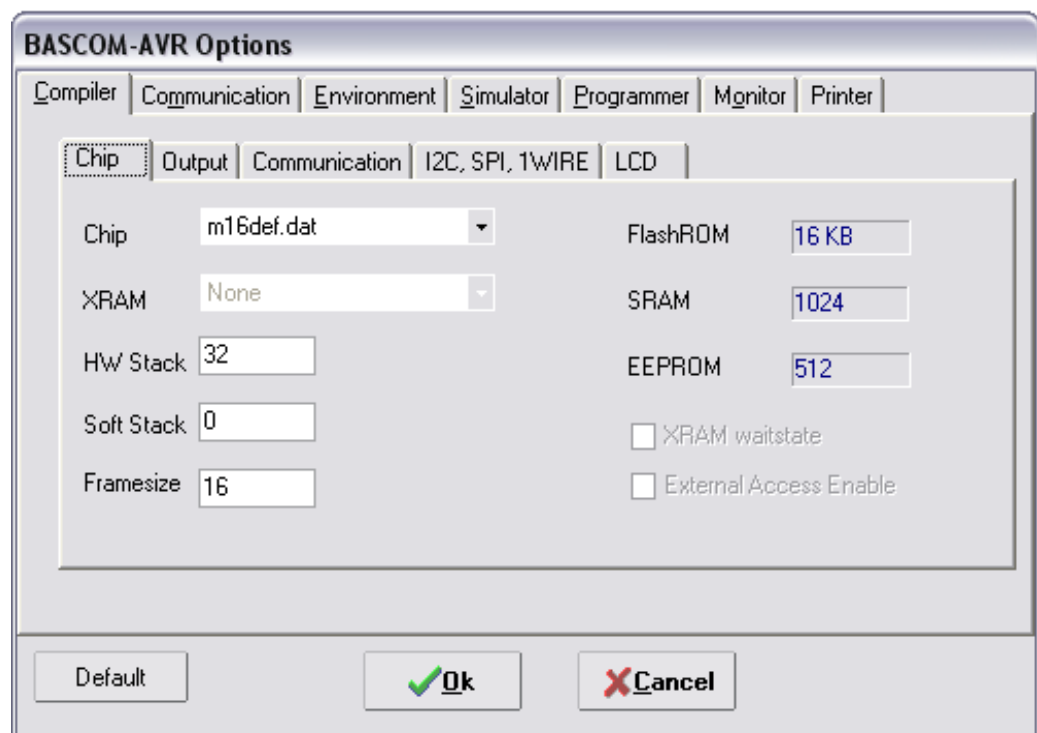 BASCOM-AVR Options
Compiler Communication Environment Simulator Programmer Monitor Printer
Chip Output Communication I2C, SPI, 1WIRE LCD
Chip m16def.dat FlashROM 16 KB
XRAM None SRAM 1024
HW Stack 32 EEPROM 512
Soft Stack 0 XRAM waitstate
Framesize 16 External Access Enable
Default Ok Cancel